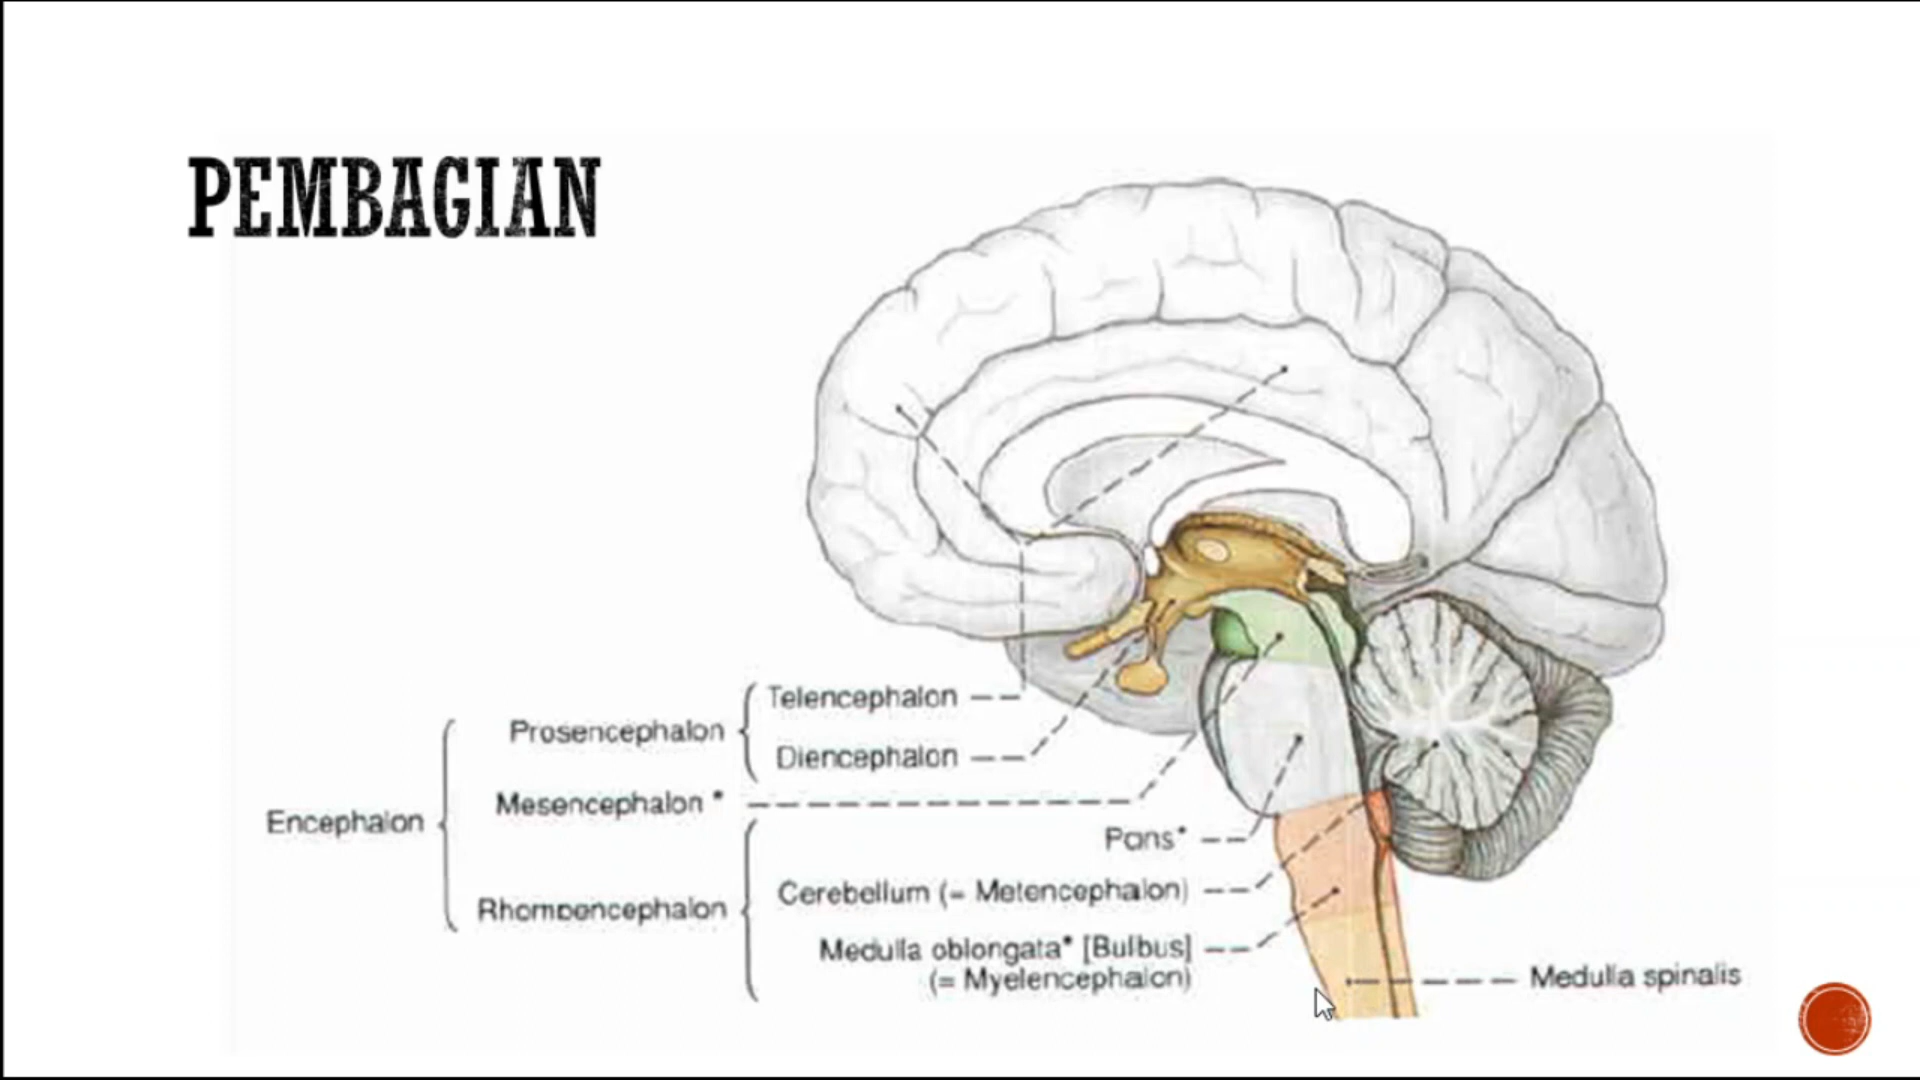 PEMBAGIAN
Telencephalon
Prosencephalon
Diencephalon
Mesencephalon *
Encephalon
Pons*
Cerebellum (= Metencephalon)
Rhombencephalon
Medulla oblongata* [Bulbus]
(= Myelencephalon)
Medulla spinalis